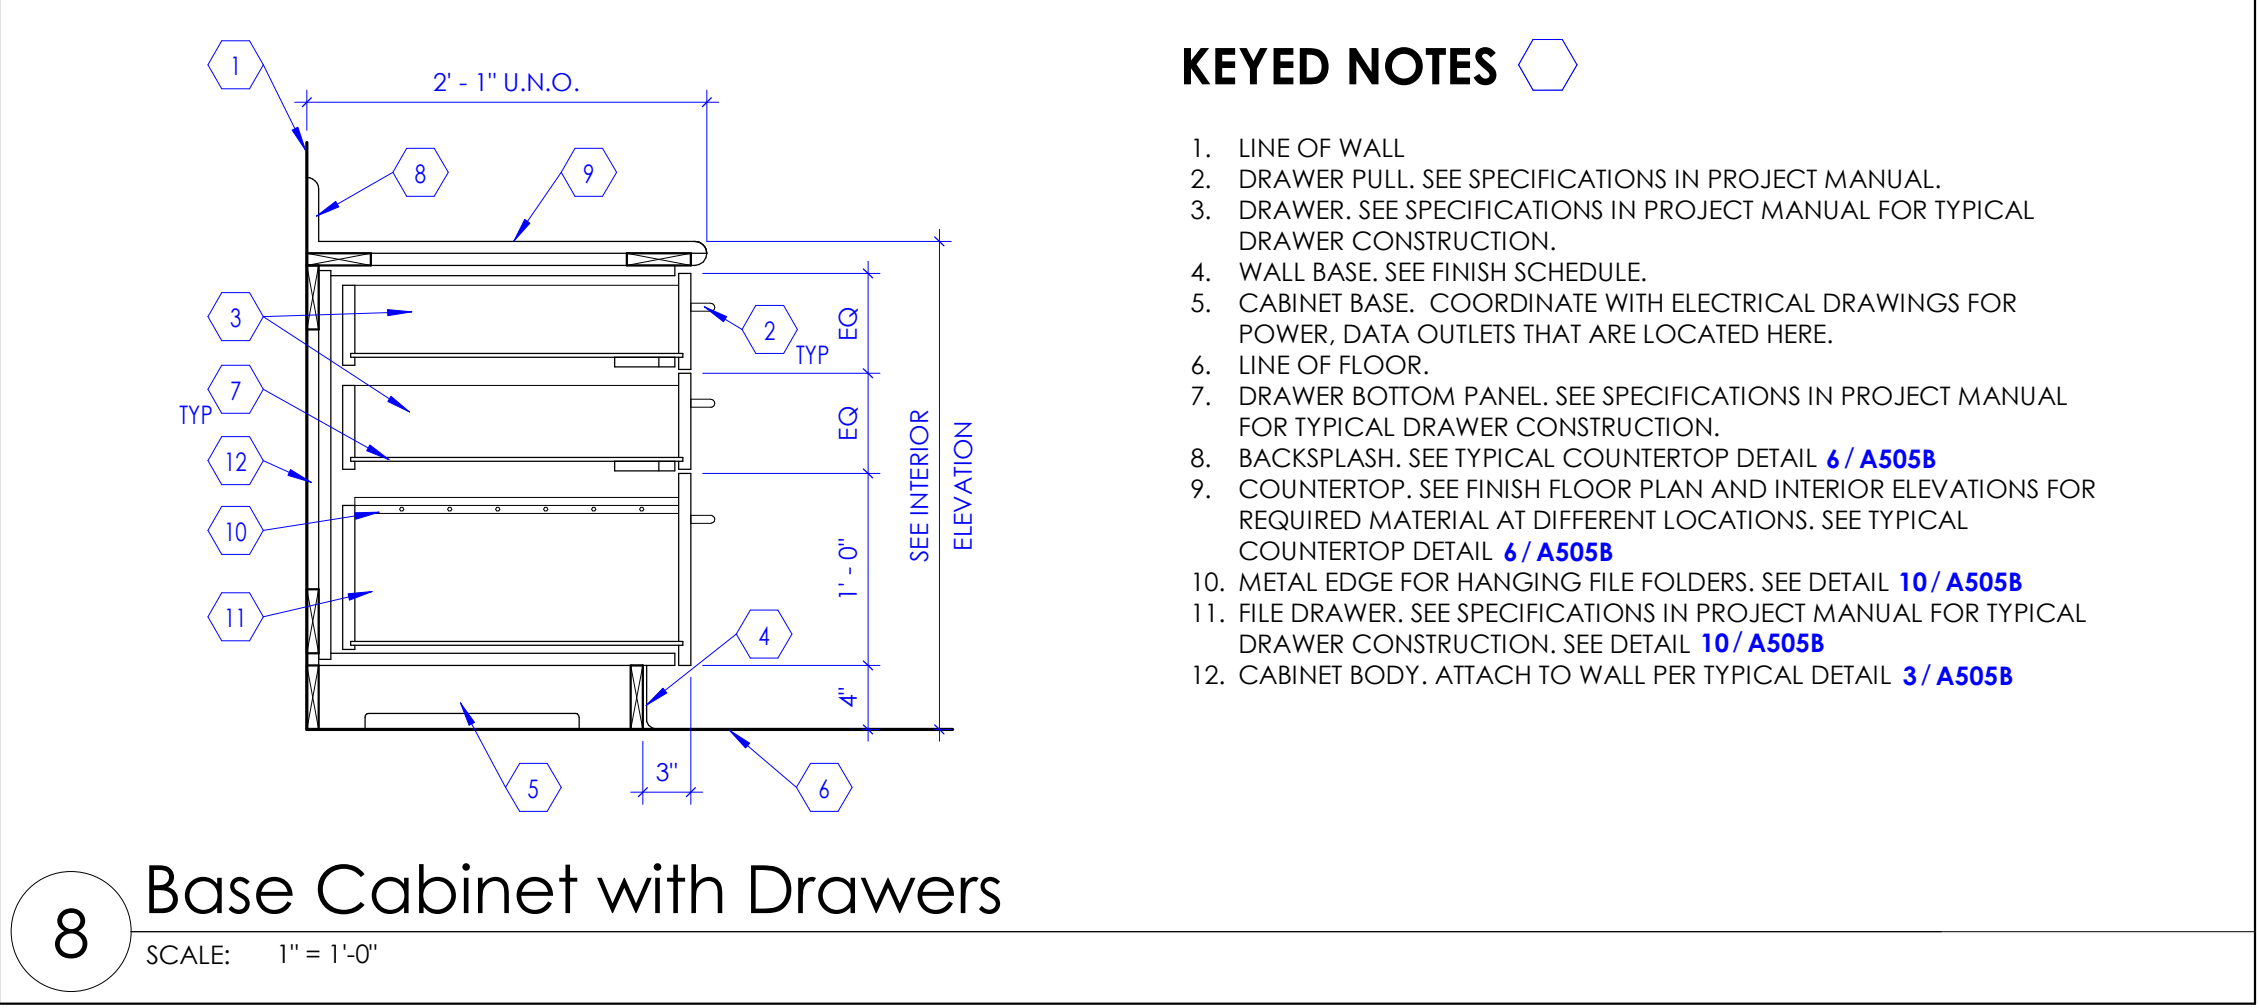 1
2' - 1" U.N.O.
8
9
3
2
TYP
EQ
7
TYP
EQ
12
SEE INTERIOR
ELEVATION
10
1' - 0"
11
4
4"
3"
5
6
KEYED NOTES
1. LINE OF WALL
2. DRAWER PULL. SEE SPECIFICATIONS IN PROJECT MANUAL.
3. DRAWER. SEE SPECIFICATIONS IN PROJECT MANUAL FOR TYPICAL
DRAWER CONSTRUCTION.
4. WALL BASE. SEE FINISH SCHEDULE.
5. CABINET BASE. COORDINATE WITH ELECTRICAL DRAWINGS FOR
POWER, DATA OUTLETS THAT ARE LOCATED HERE.
6. LINE OF FLOOR.
7. DRAWER BOTTOM PANEL. SEE SPECIFICATIONS IN PROJECT MANUAL
FOR TYPICAL DRAWER CONSTRUCTION.
8. BACKSPLASH. SEE TYPICAL COUNTERTOP DETAIL 6 / A505B
9. COUNTERTOP. SEE FINISH FLOOR PLAN AND INTERIOR ELEVATIONS FOR
REQUIRED MATERIAL AT DIFFERENT LOCATIONS. SEE TYPICAL
COUNTERTOP DETAIL 6 / A505B
10. METAL EDGE FOR HANGING FILE FOLDERS. SEE DETAIL 10 / A505B
11. FILE DRAWER. SEE SPECIFICATIONS IN PROJECT MANUAL FOR TYPICAL
DRAWER CONSTRUCTION. SEE DETAIL 10 / A505B
12. CABINET BODY. ATTACH TO WALL PER TYPICAL DETAIL 3 / A505B
8
Base Cabinet with Drawers
SCALE: 1" = 1'-0"